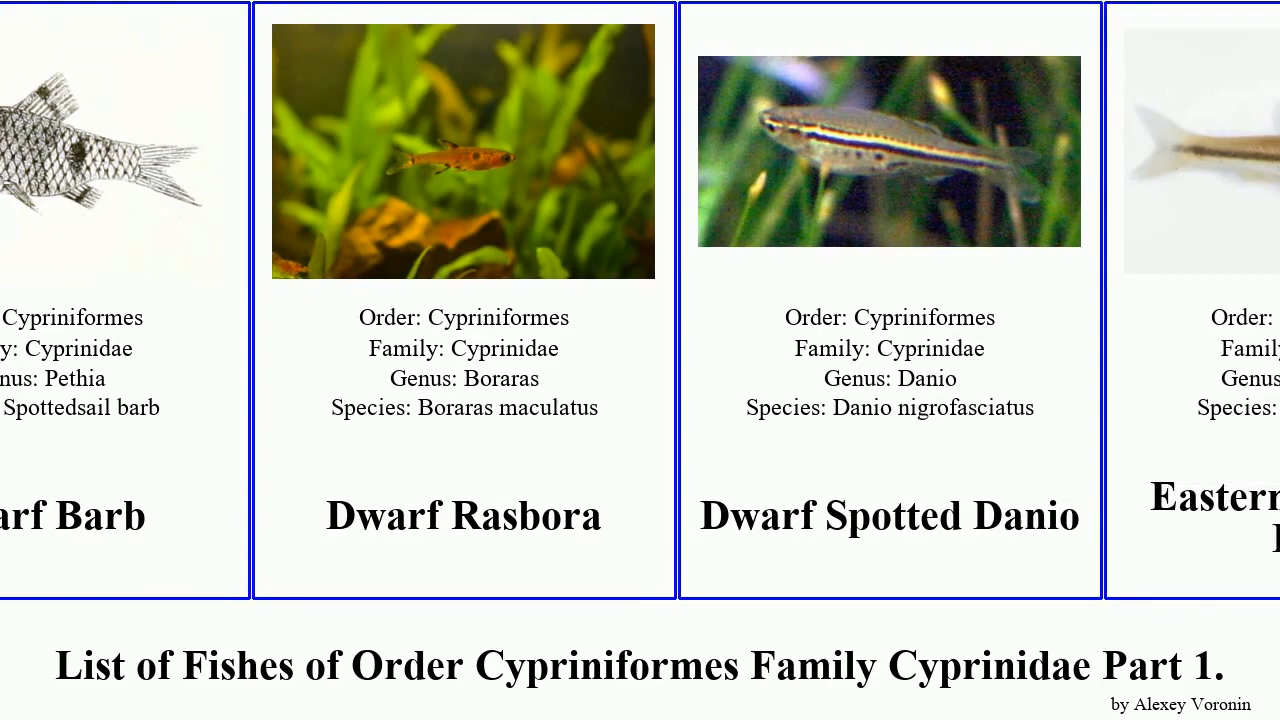 Cypriniformes
y: Cyprinidae
nus: Pethia
Spottedsail barb
arf Barb
Order: Cypriniformes
Family: Cyprinidae
Genus: Boraras
Species: Boraras maculatus
Dwarf Rasbora
Order: Cypriniformes
Family: Cyprinidae
Genus: Danio
Species: Danio nigrofasciatus
Dwarf Spotted Danio
Order:
Family
Genus
Species:
Eastern
List of Fishes of Order Cypriniformes Family Cyprinidae Part 1.
by Alexey Voronin